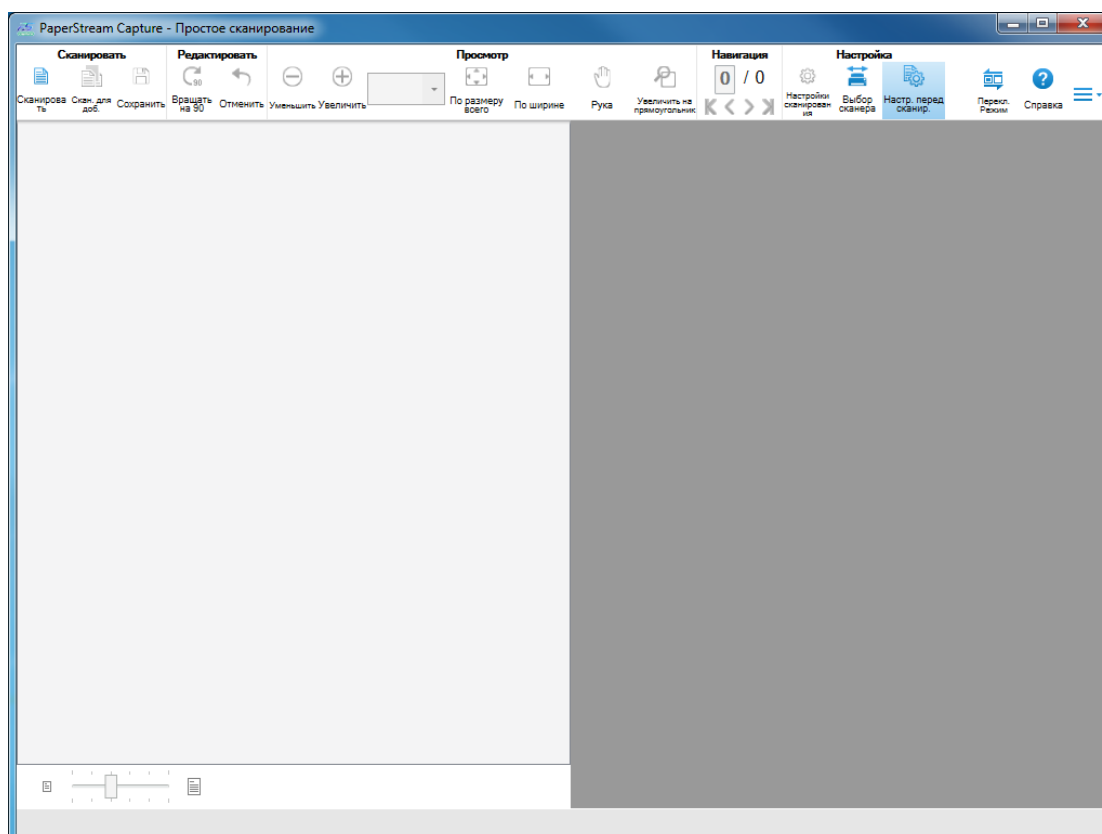 PaperStream Capture - Простое сканирование
Сканировать
Редактировать
Просмотр
Навигация
Настройка
Сканирова
ть
Скан. для
доб.
Сохранить
90
Вращать
на 90
Отменить
Уменьшить
Увеличить
По размеру
всего
По ширине
Рука
Увеличить на
прямоугольник
0 / 0
Настройки
сканирован
ия
Выбор
сканера
Настр. перед
сканир.
Перекл.
Режим
?
Справка